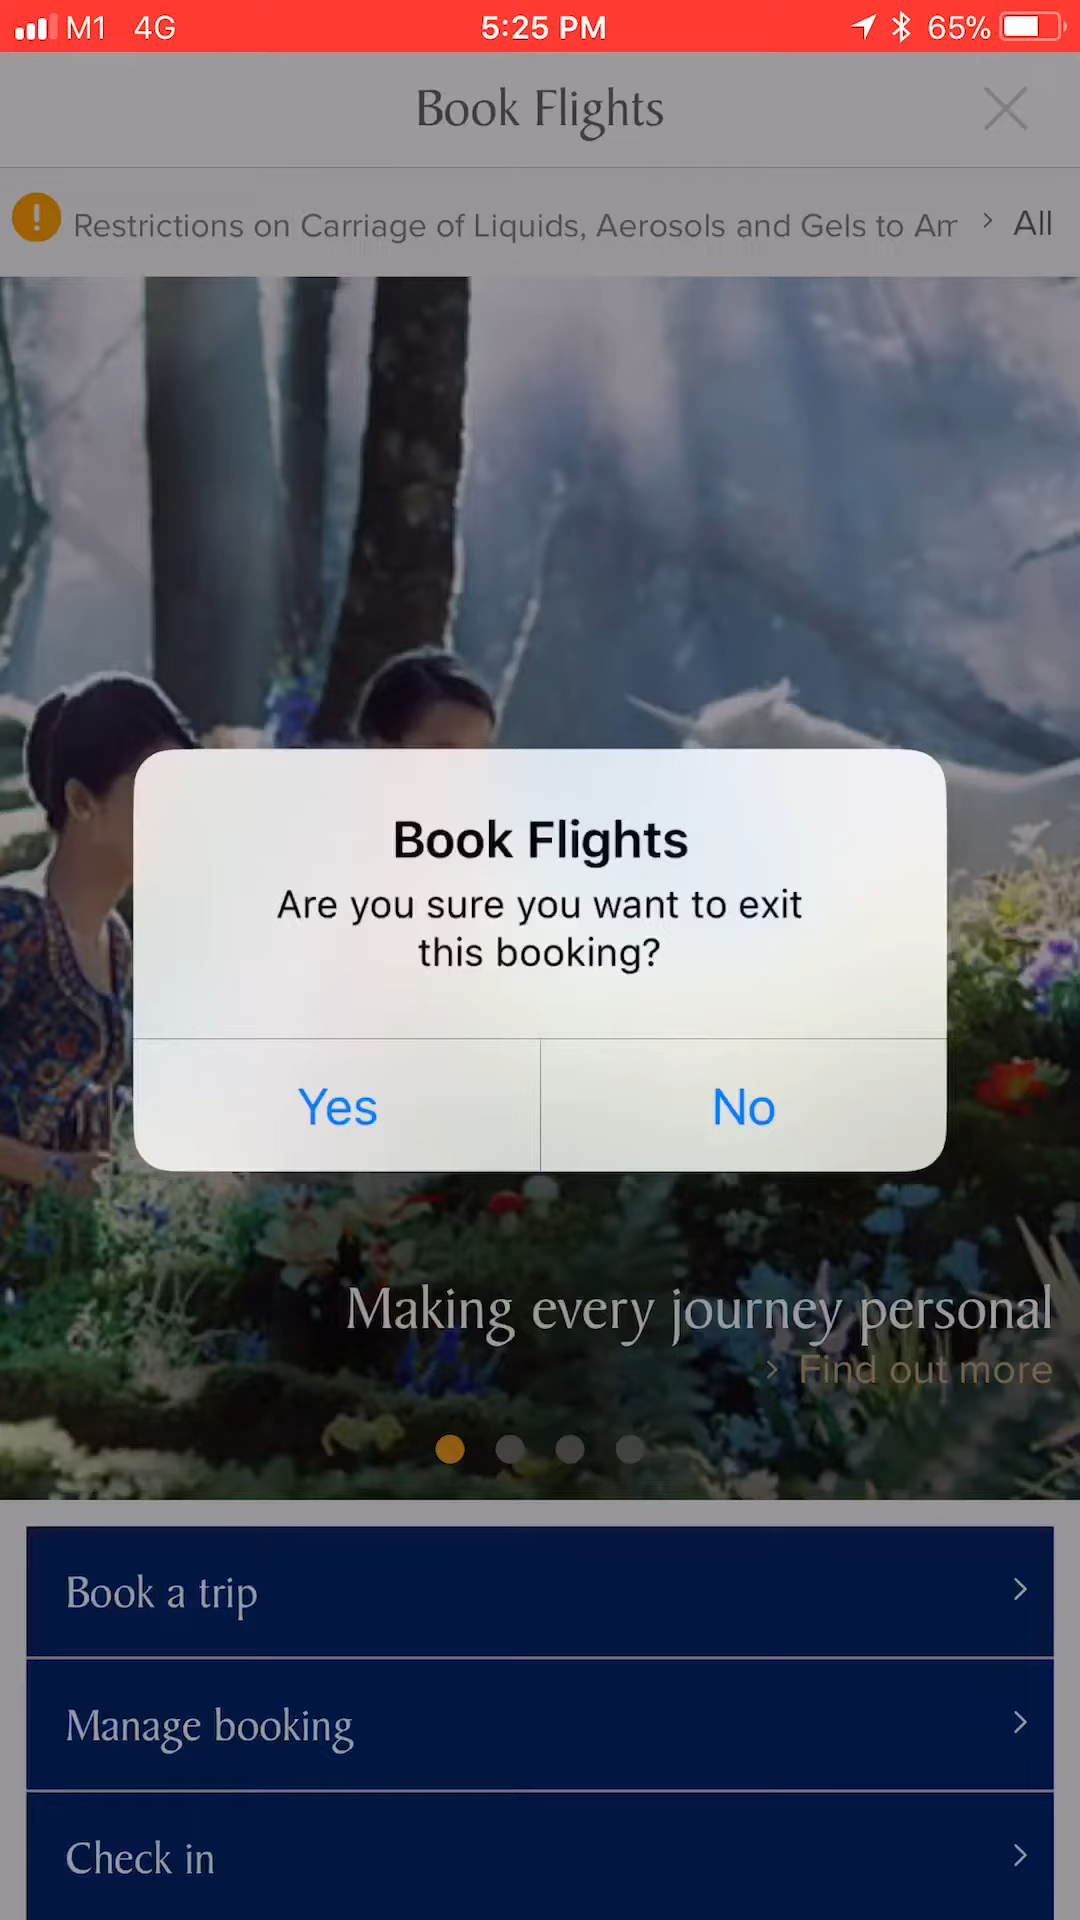 M1 4G 5:25 PM 65%
Book Flights
Restrictions on Carriage of Liquids, Aerosols and Gels to Am > All
Book Flights
Are you sure you want to exit
this booking?
Yes No
Making every journey personal
> Find out more
Book a trip
Manage booking
Check in